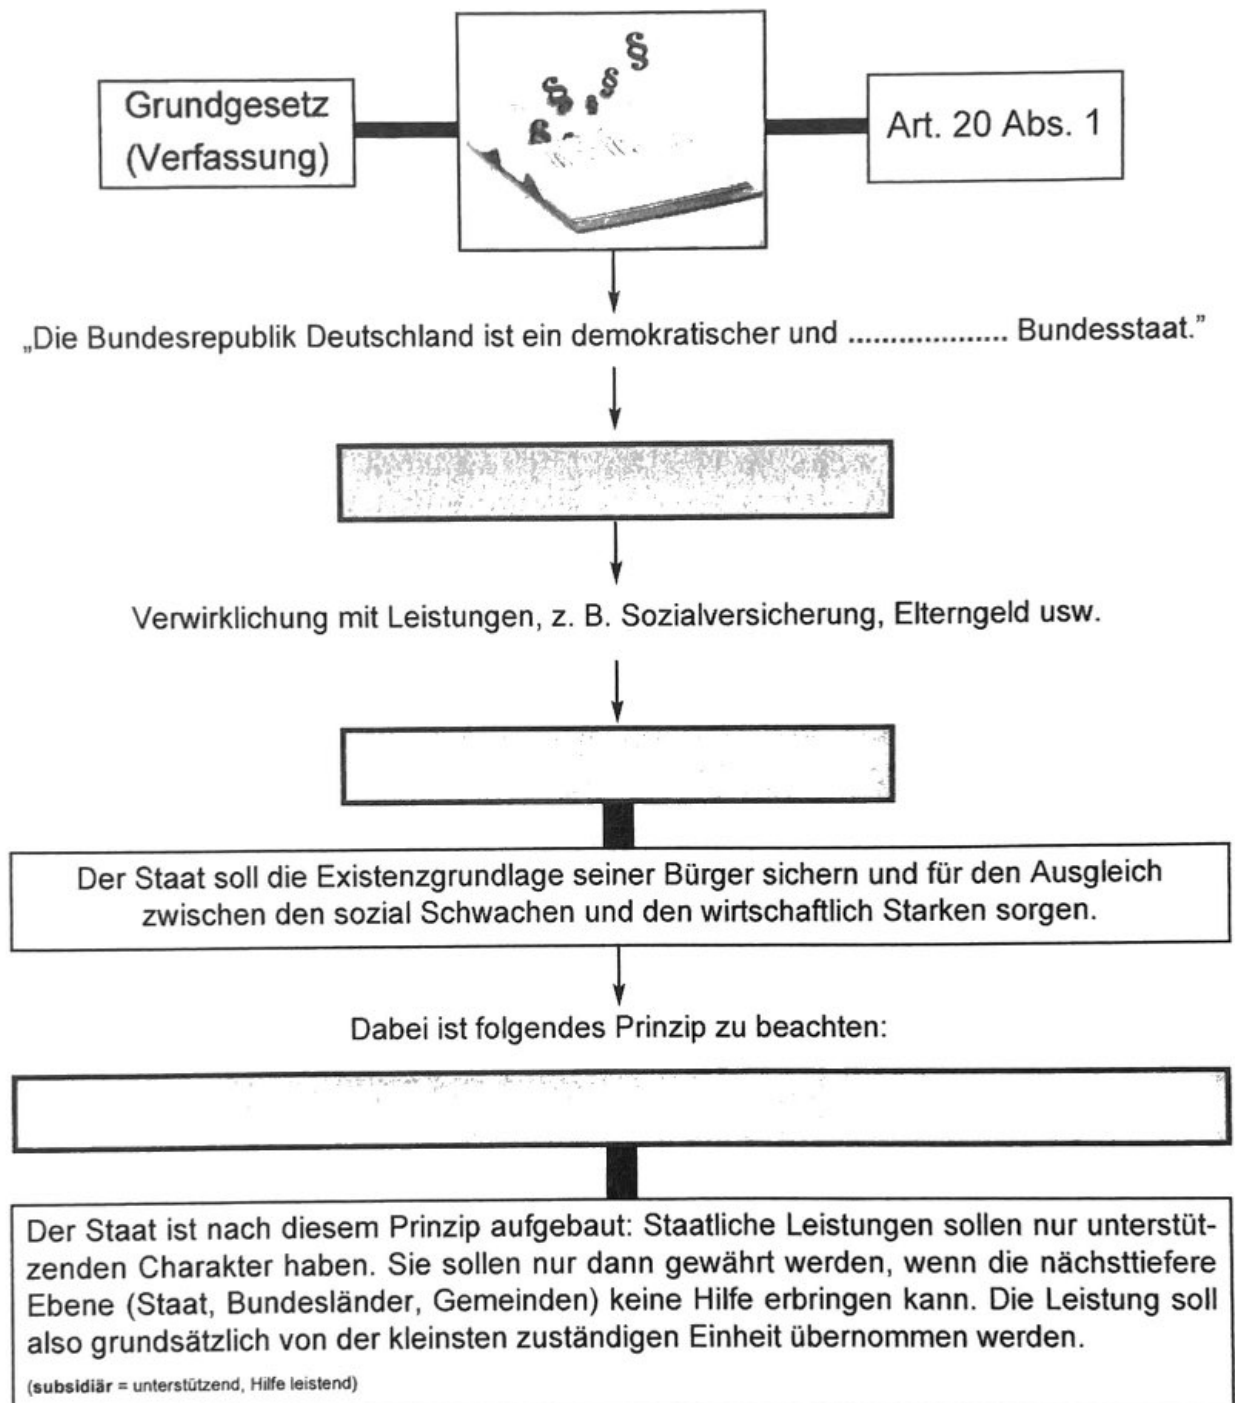 Grundgesetz
(Verfassung)
Art. 20 Abs. 1
„Die Bundesrepublik Deutschland ist ein demokratischer und ................... Bundesstaat.”
Verwirklichung mit Leistungen, z. B. Sozialversicherung, Elterngeld usw.
Der Staat soll die Existenzgrundlage seiner Bürger sichern und für den Ausgleich
zwischen den sozial Schwachen und den wirtschaftlich Starken sorgen.
Dabei ist folgendes Prinzip zu beachten:
Der Staat ist nach diesem Prinzip aufgebaut: Staatliche Leistungen sollen nur unterstüt-
zenden Charakter haben. Sie sollen nur dann gewährt werden, wenn die nächsttiefere
Ebene (Staat, Bundesländer, Gemeinden) keine Hilfe erbringen kann. Die Leistung soll
also grundsätzlich von der kleinsten zuständigen Einheit übernommen werden.
(subsidiär = unterstützend, Hilfe leistend)